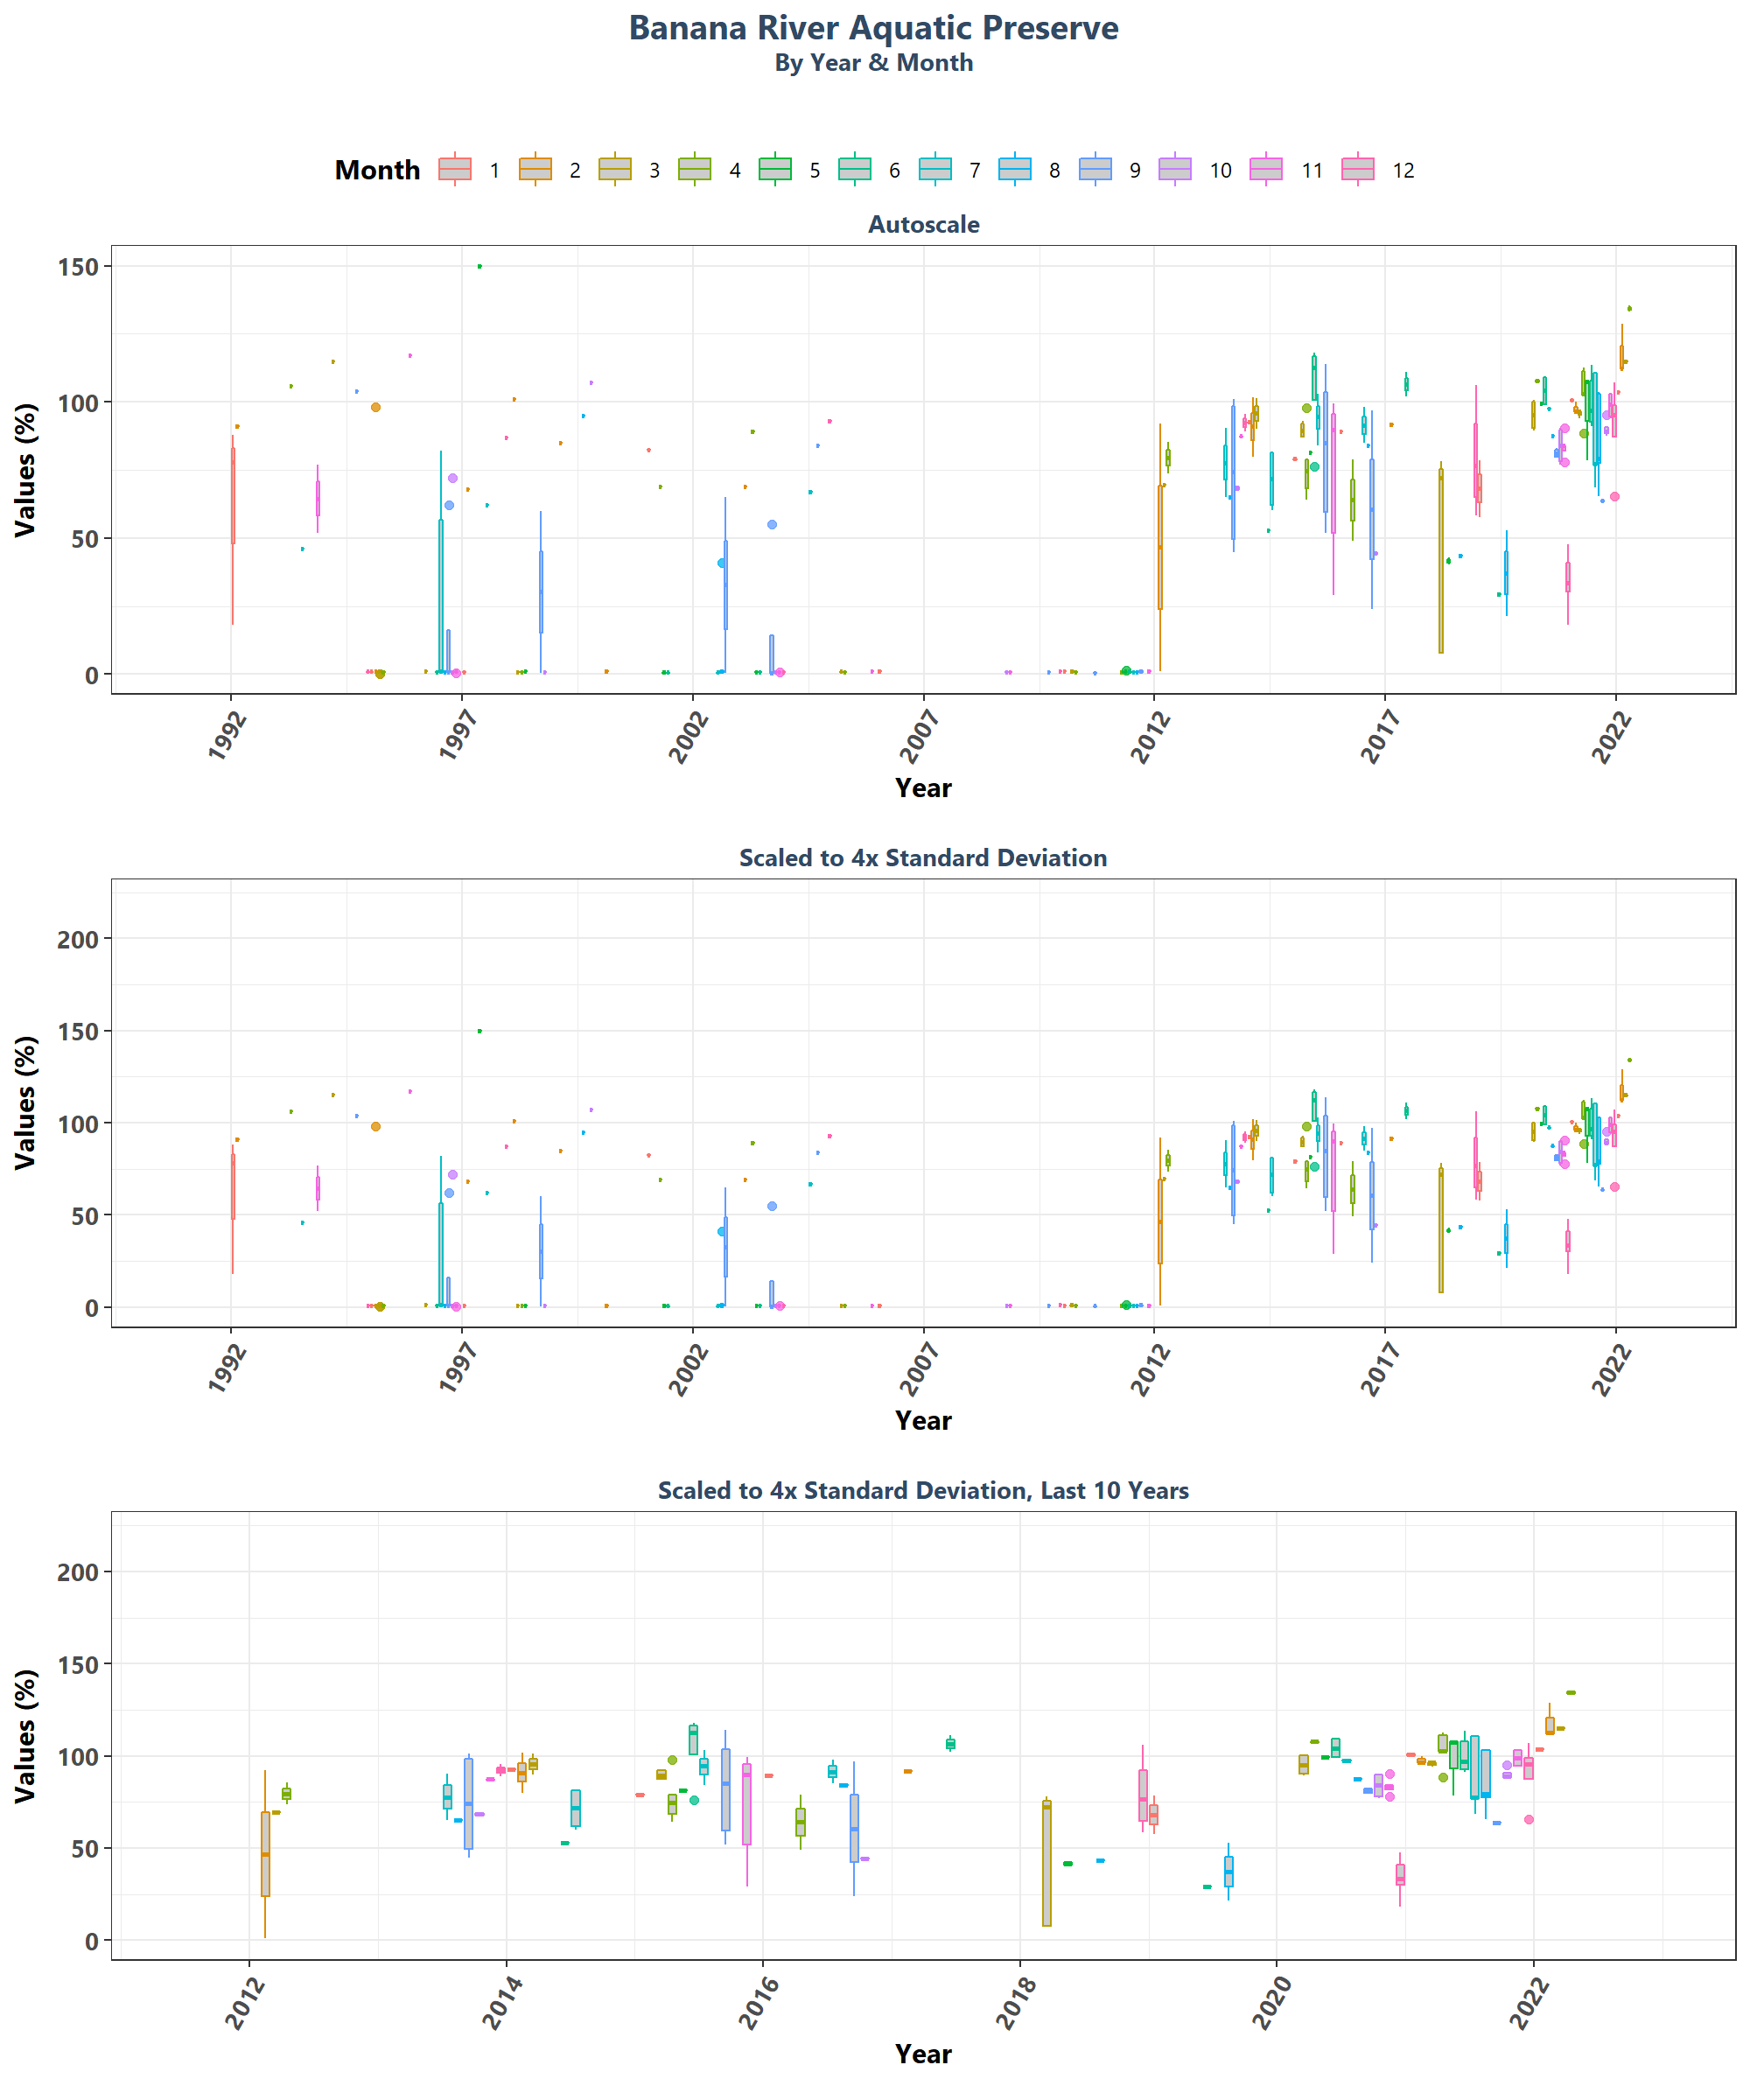 Banana River Aquatic Preserve
By Year & Month
Month 1 2 3 4 5 6 7 8 9 10 11 12
Autoscale
Values (%)
150
100
50
0
1992 1997 2002 2007 2012 2017 2022
Year
Scaled to 4x Standard Deviation
Values (%)
200
150
100
50
0
1992 1997 2002 2007 2012 2017 2022
Year
Scaled to 4x Standard Deviation, Last 10 Years
Values (%)
200
150
100
50
0
2012 2014 2016 2018 2020 2022
Year